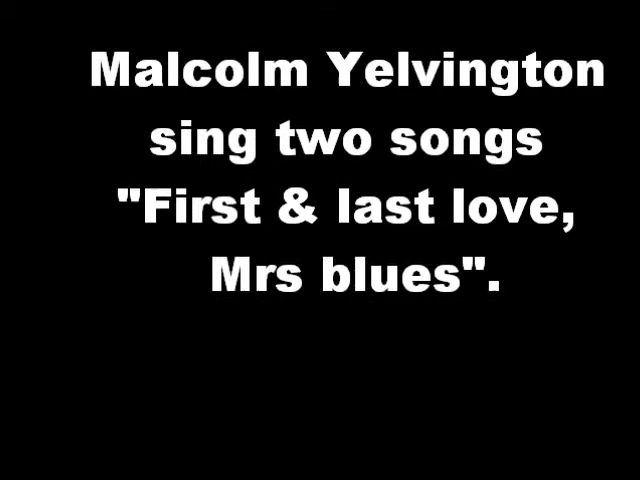 Malcolm Yelvington
sing two songs
"First & last love,
Mrs blues".